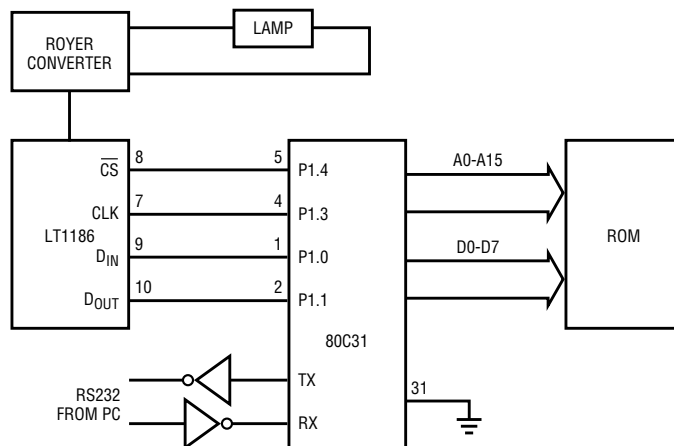 ROYER
CONVERTER
LAMP
LT1186
CS
CLK
DIN
DOUT
8
7
9
10
5
4
1
2
P1.4
P1.3
P1.0
P1.1
80C31
TX
RX
31
A0-A15
D0-D7
ROM
RS232
FROM PC